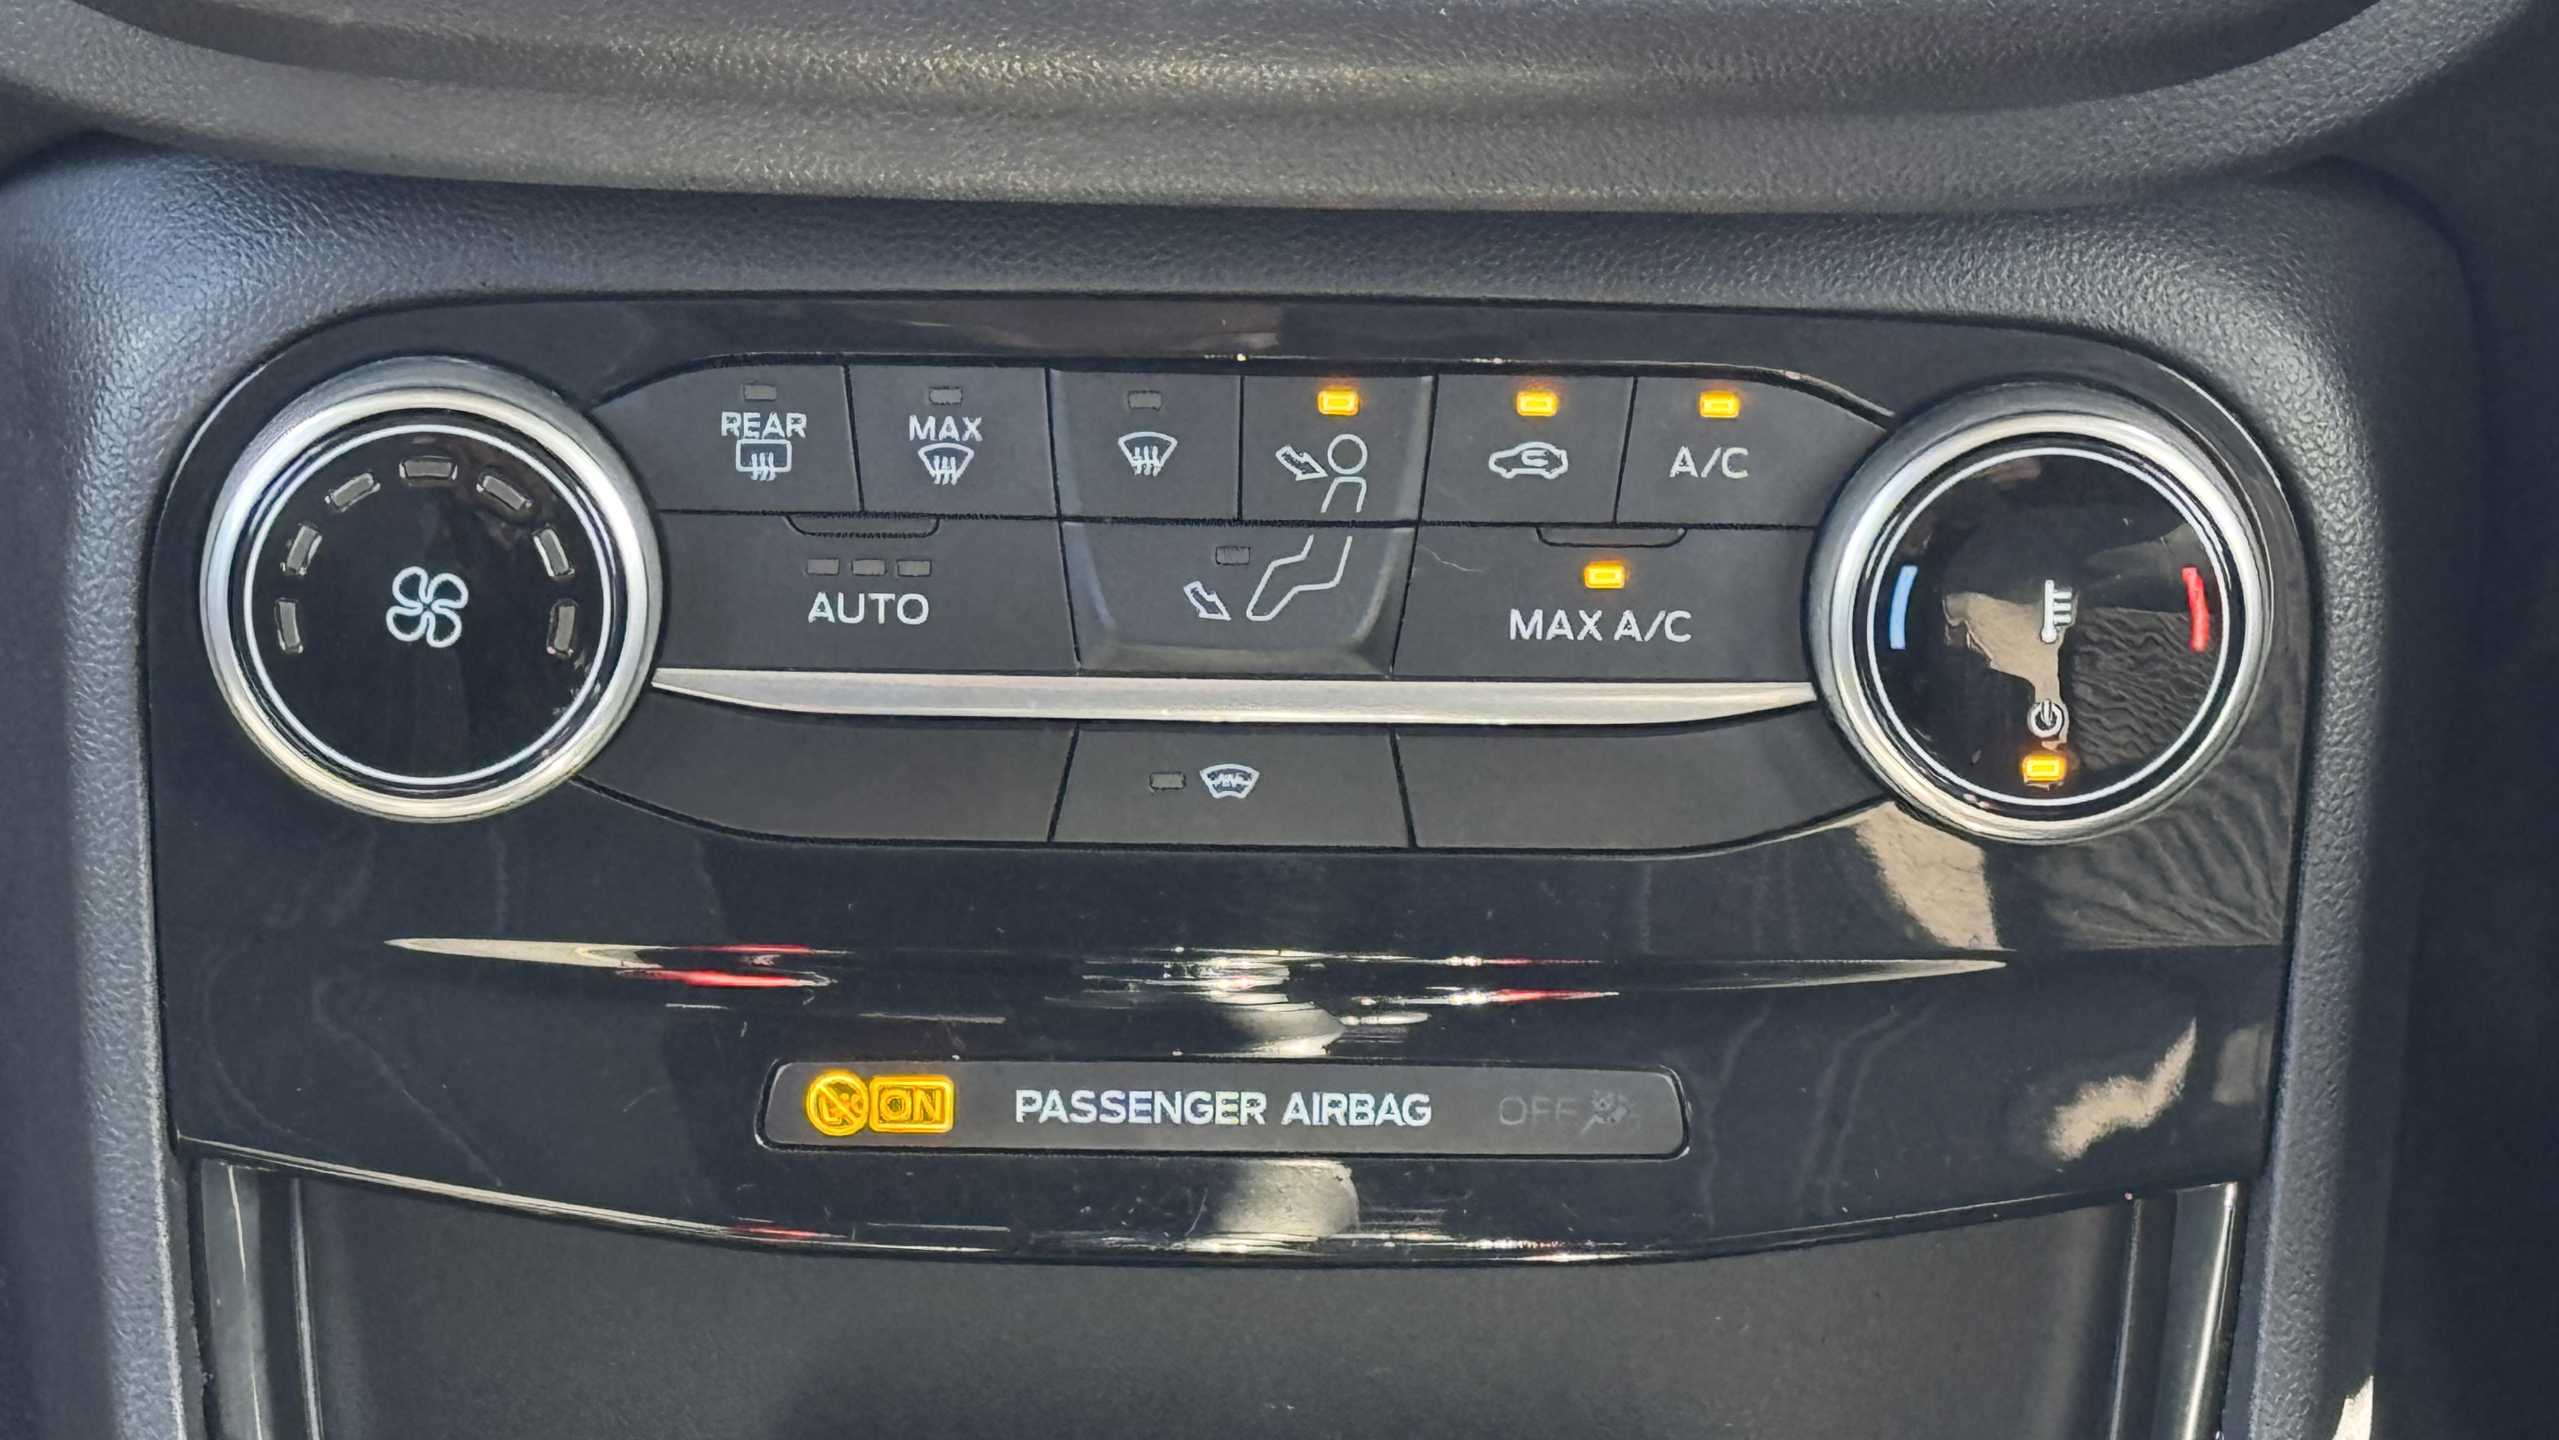 REAR
MAX
A/C
AUTO
MAX A/C
ON PASSENGER AIRBAG OFF